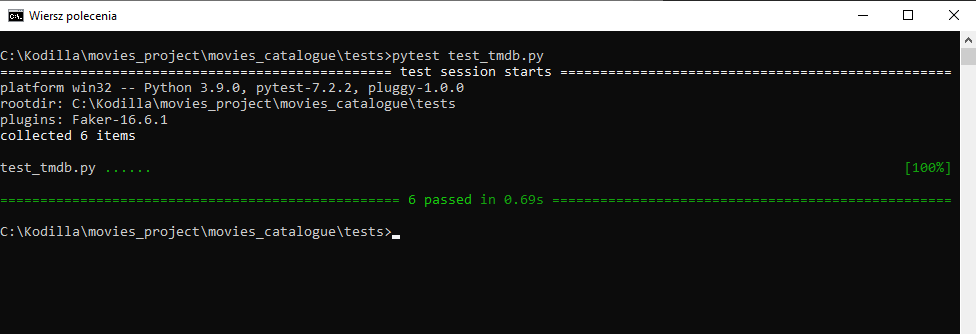 Wiersz polecenia
C:\Kodilla\movies_project\movies_catalogue\tests>pytest test_tmdb.py
================================================== test session starts ==================================================
platform win32 -- Python 3.9.0, pytest-7.2.2, pluggy-1.0.0
rootdir: C:\Kodilla\movies_project\movies_catalogue\tests
plugins: Faker-16.6.1
collected 6 items
test_tmdb.py ...... [100%]
================================================== 6 passed in 0.69s ==================================================
C:\Kodilla\movies_project\movies_catalogue\tests>